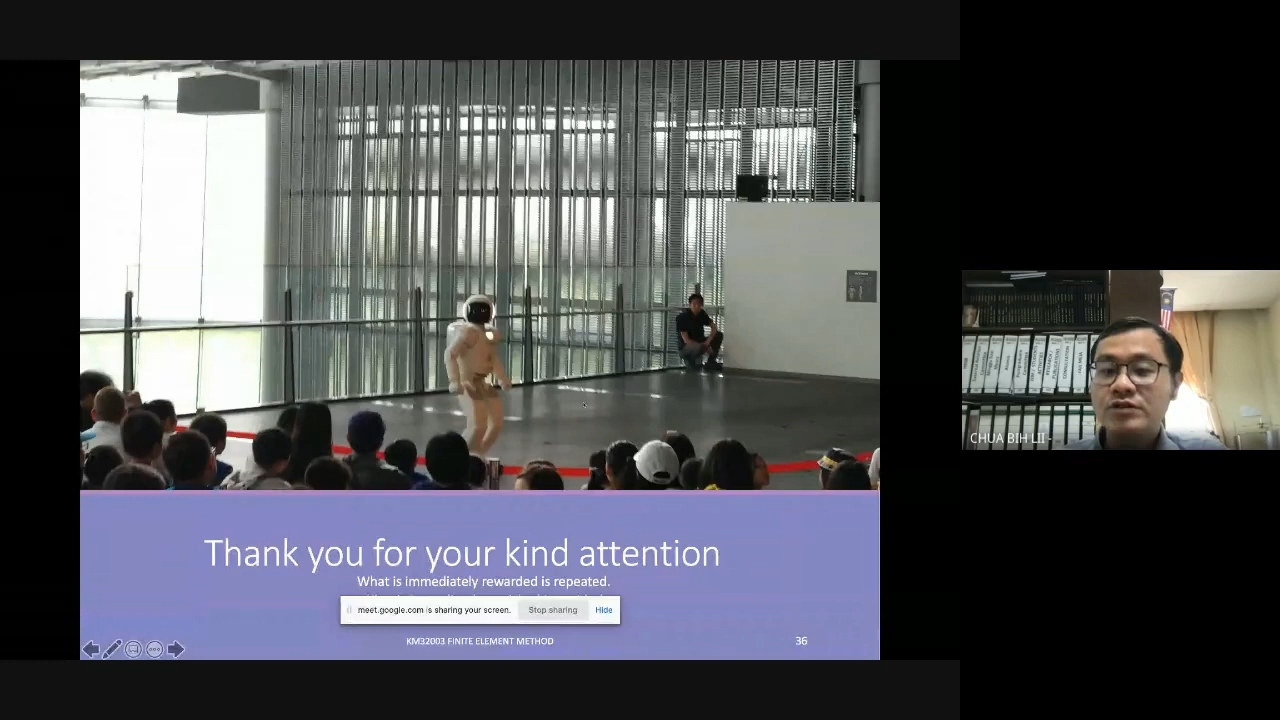 Thank you for your kind attention
What is immediately rewarded is repeated.
meet.google.com is sharing your screen.
Stop sharing
Hide
KM32003 FINITE ELEMENT METHOD
36
CHUA BIH LII -